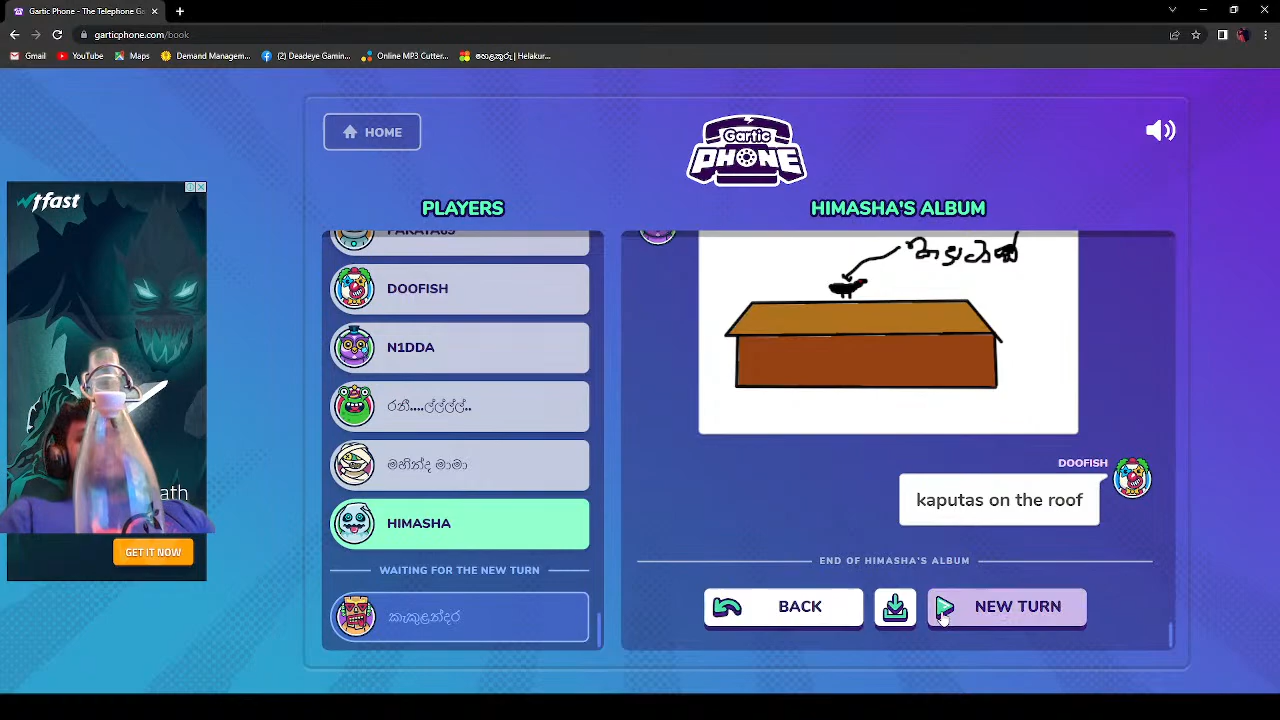 Gartic Phone - The Telephone Ga
garticphone.com/book
Gmail
YouTube
Maps
Demand Managem...
(2) Deadeye Gamin...
Online MP3 Cutter...
HOME
Gartic
PHONE
wtfast
PLAYERS
HIMASHA'S ALBUM
DOOFISH
N1DDA
මහින්ද මාමා
HIMASHA
WAITING FOR THE NEW TURN
කැකුළන්දර
DOOFISH
kaputas on the roof
END OF HIMASHA'S ALBUM
BACK
NEW TURN
GET IT NOW